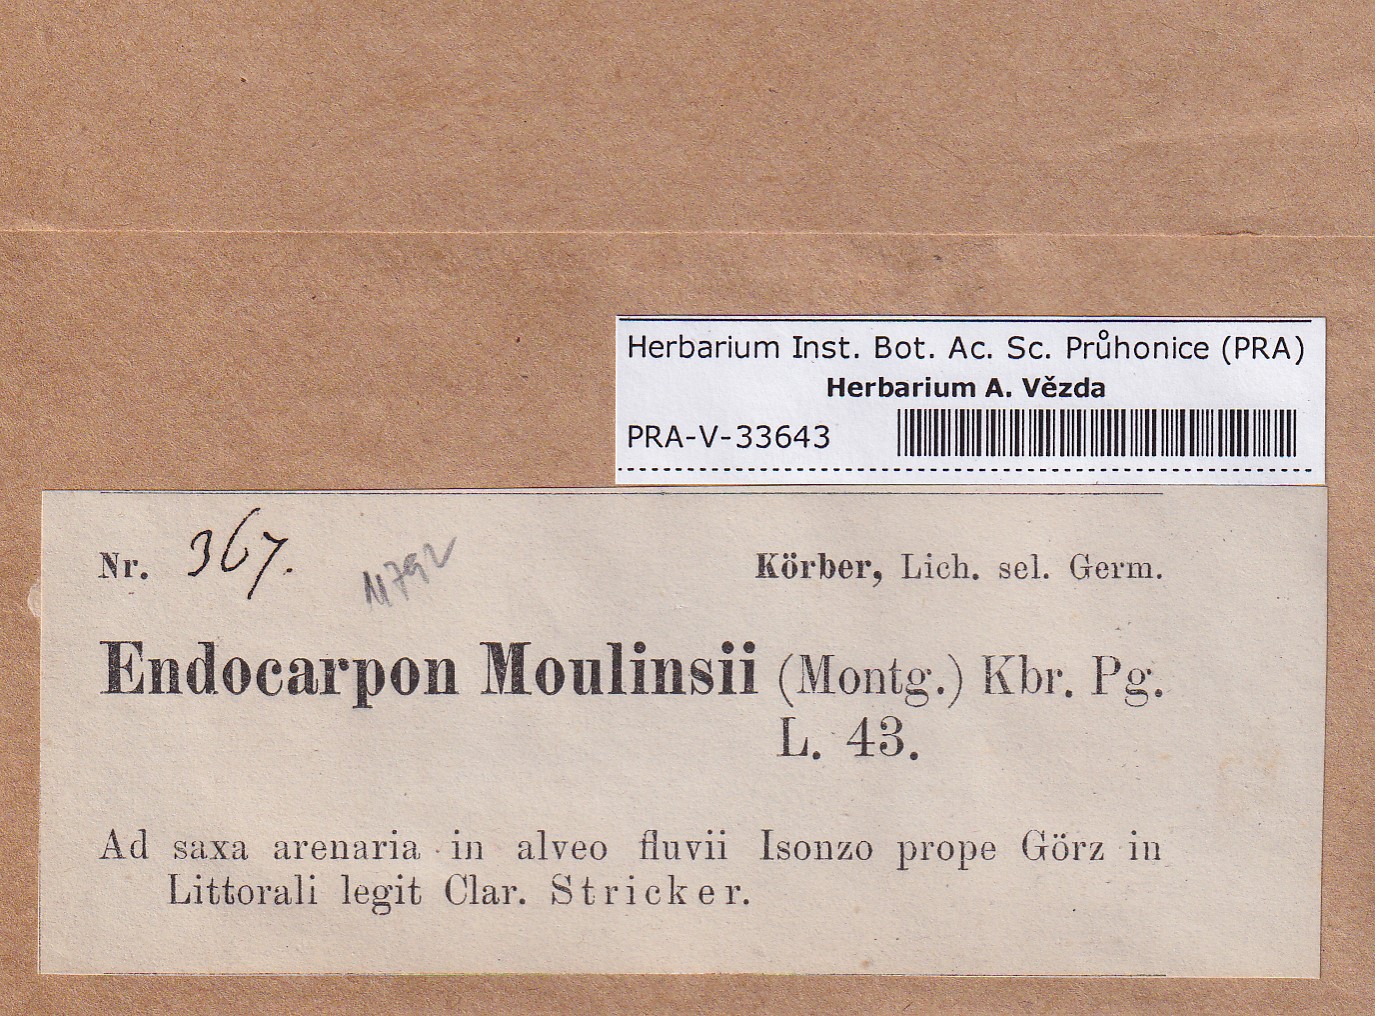 Herbarium Inst. Bot. Ac. Sc. Průhonice (PRA)
Herbarium A. Vězda
PRA-V-33643
Nr. 367.
11792
Körber, Lich. sel. Germ.
Endocarpon Moulinsii (Montg.) Kbr. Pg.
L. 43.
Ad saxa arenaria in alveo fluvii Isonzo prope Görz in
Littorali legit Clar. Stricker.